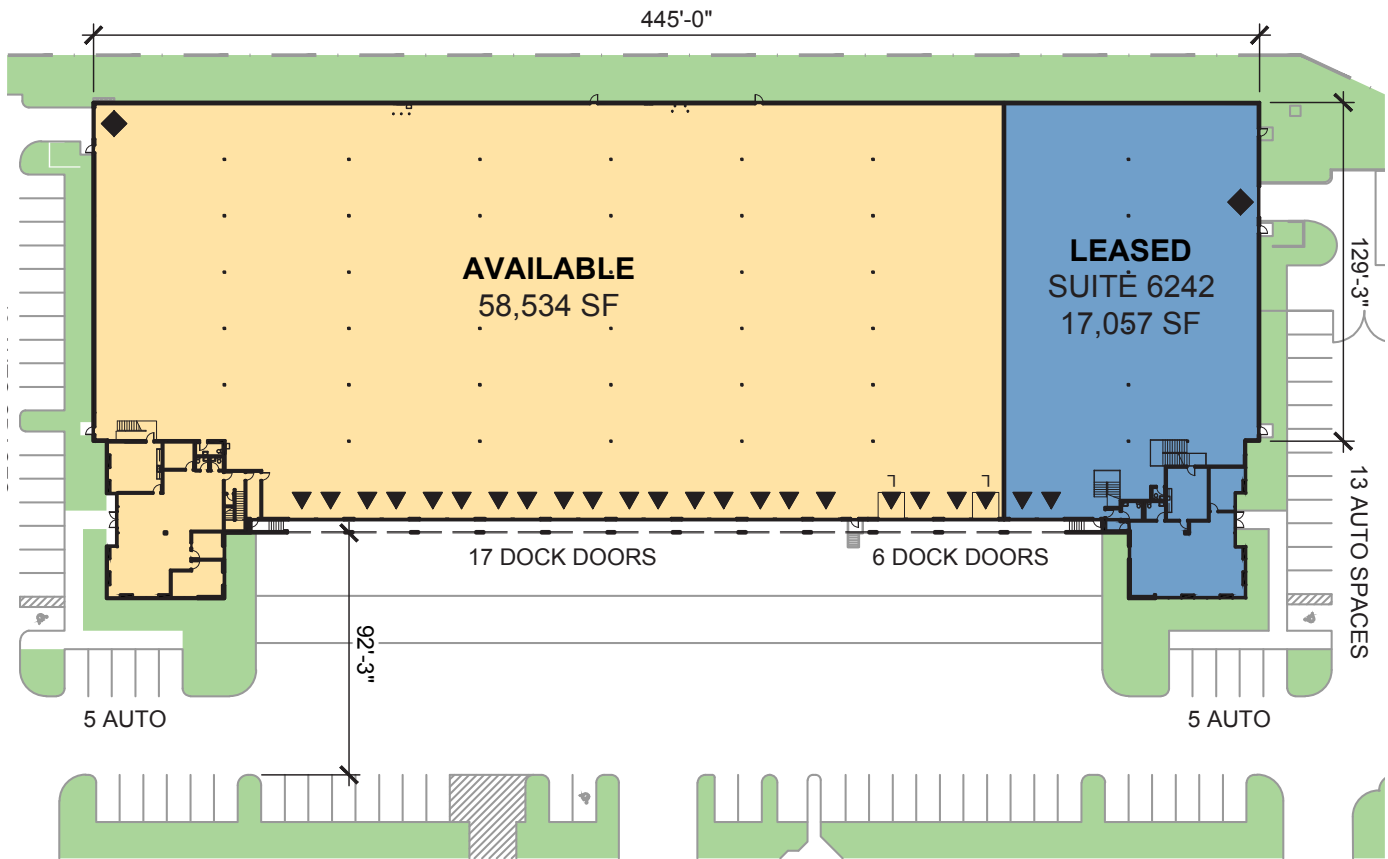 445'-0"
AVAILABLE
58,534 SF
LEASED
SUITE 6242
17,057 SF
129'-3"
17 DOCK DOORS
6 DOCK DOORS
13 AUTO SPACES
92'-3"
5 AUTO
5 AUTO